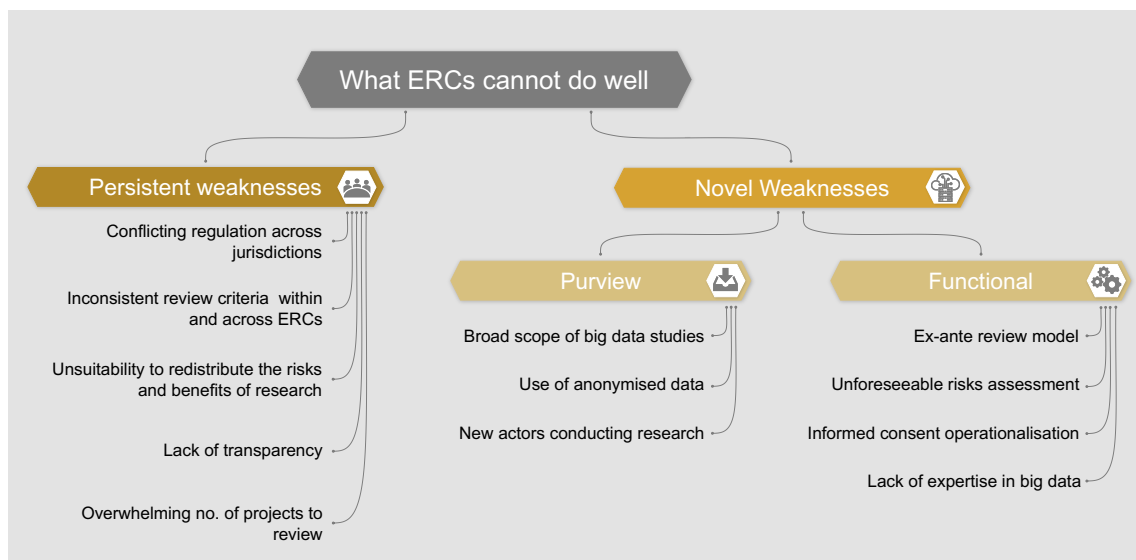 What ERCs cannot do well
Persistent weaknesses
Conflicting regulation across
jurisdictions
Inconsistent review criteria within
and across ERCs
Unsuitability to redistribute the risks
and benefits of research
Lack of transparency
Overwhelming no. of projects to
review
Novel Weaknesses
Purview
Broad scope of big data studies
Use of anonymised data
New actors conducting research
Functional
Ex-ante review model
Unforeseeable risks assessment
Informed consent operationalisation
Lack of expertise in big data